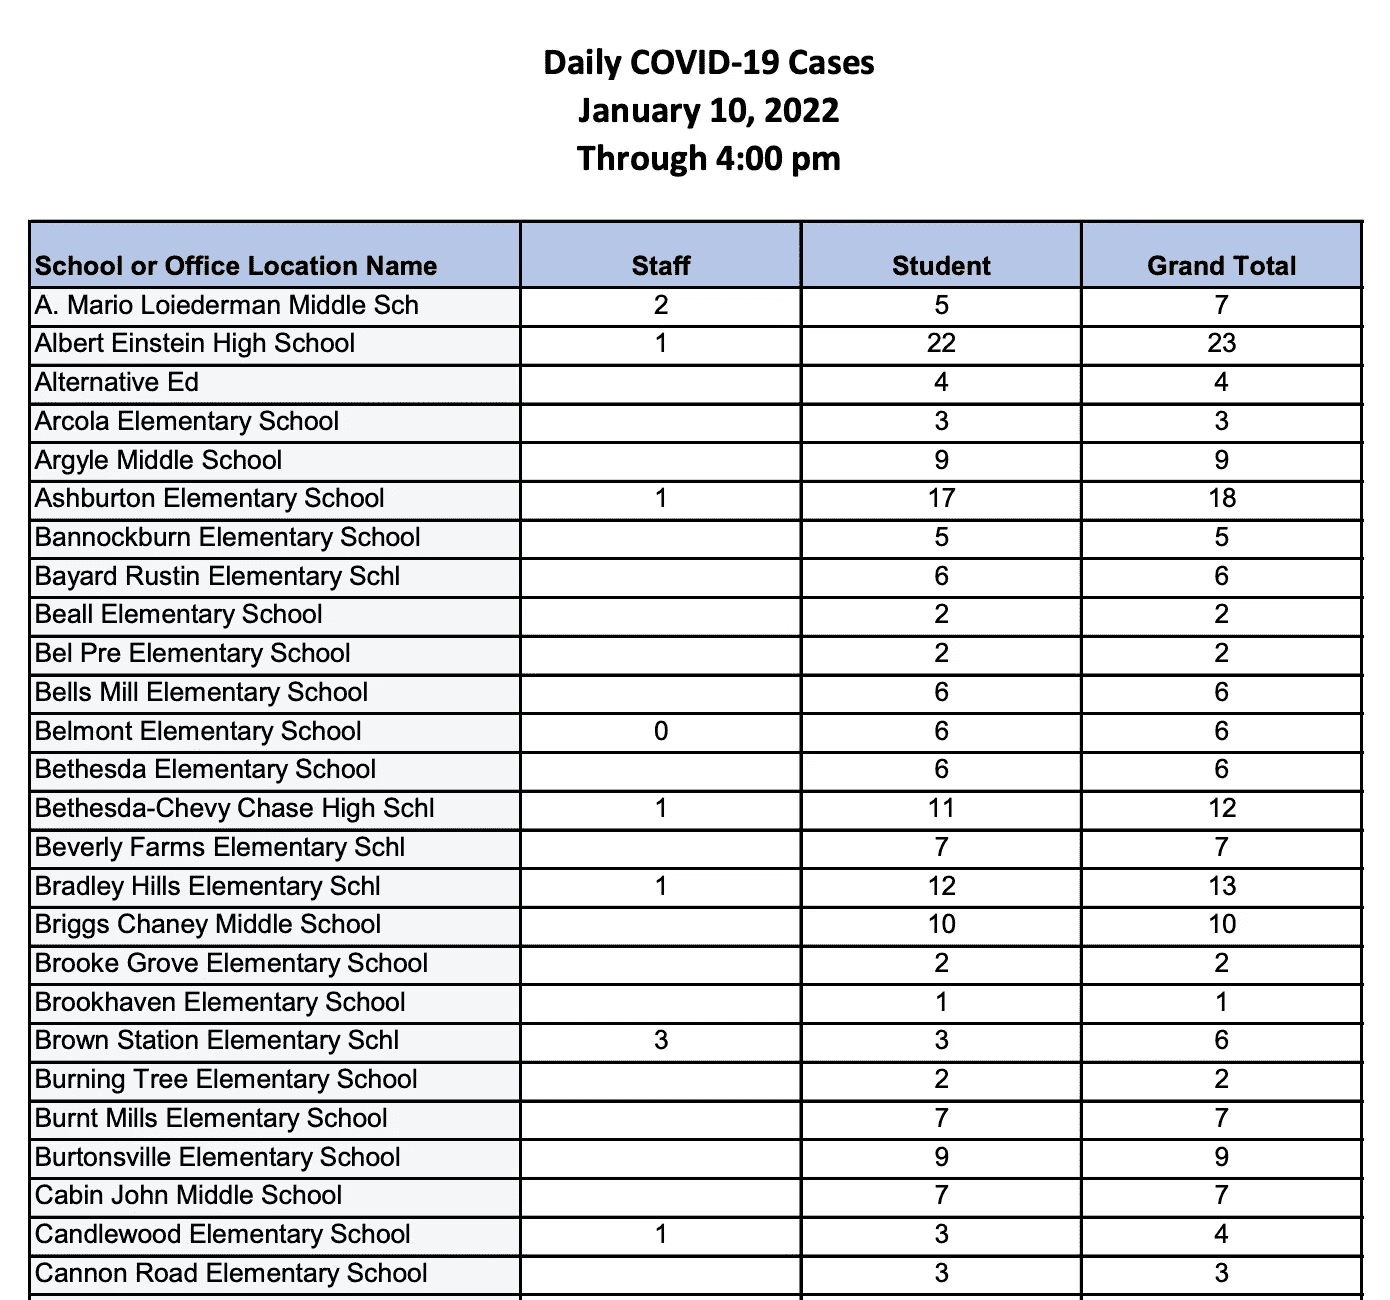 Daily COVID-19 Cases
January 10, 2022
Through 4:00 pm
School or Office Location Name Staff Student Grand Total
A. Mario Loiederman Middle Sch 2 5 7
Albert Einstein High School 1 22 23
Alternative Ed 4 4
Arcola Elementary School 3 3
Argyle Middle School 9 9
Ashburton Elementary School 1 17 18
Bannockburn Elementary School 5 5
Bayard Rustin Elementary Schl 6 6
Beall Elementary School 2 2
Bel Pre Elementary School 2 2
Bells Mill Elementary School 6 6
Belmont Elementary School 0 6 6
Bethesda Elementary School 6 6
Bethesda-Chevy Chase High Schl 1 11 12
Beverly Farms Elementary Schl 7 7
Bradley Hills Elementary Schl 1 12 13
Briggs Chaney Middle School 10 10
Brooke Grove Elementary School 2 2
Brookhaven Elementary School 1 1
Brown Station Elementary Schl 3 3 6
Burning Tree Elementary School 2 2
Burnt Mills Elementary School 7 7
Burtonsville Elementary School 9 9
Cabin John Middle School 7 7
Candlewood Elementary School 1 3 4
Cannon Road Elementary School 3 3